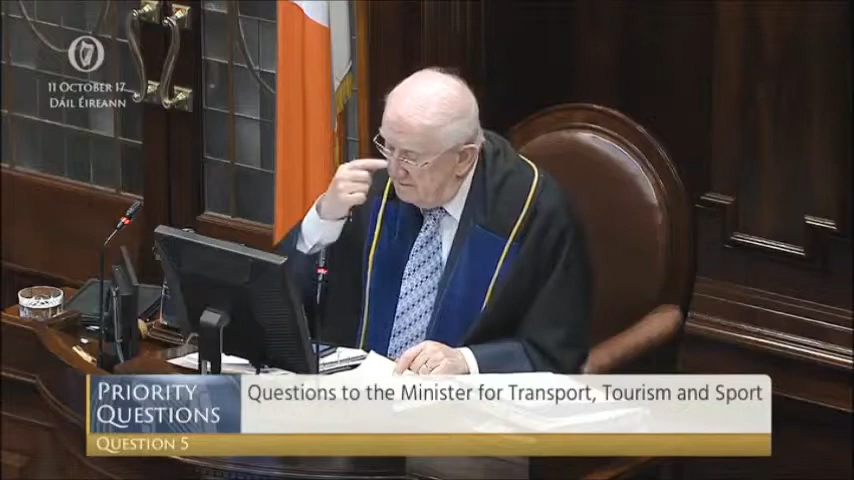 11 October 17
Dáil Éireann
Priority
Questions
Questions to the Minister for Transport, Tourism and Sport
Question 5